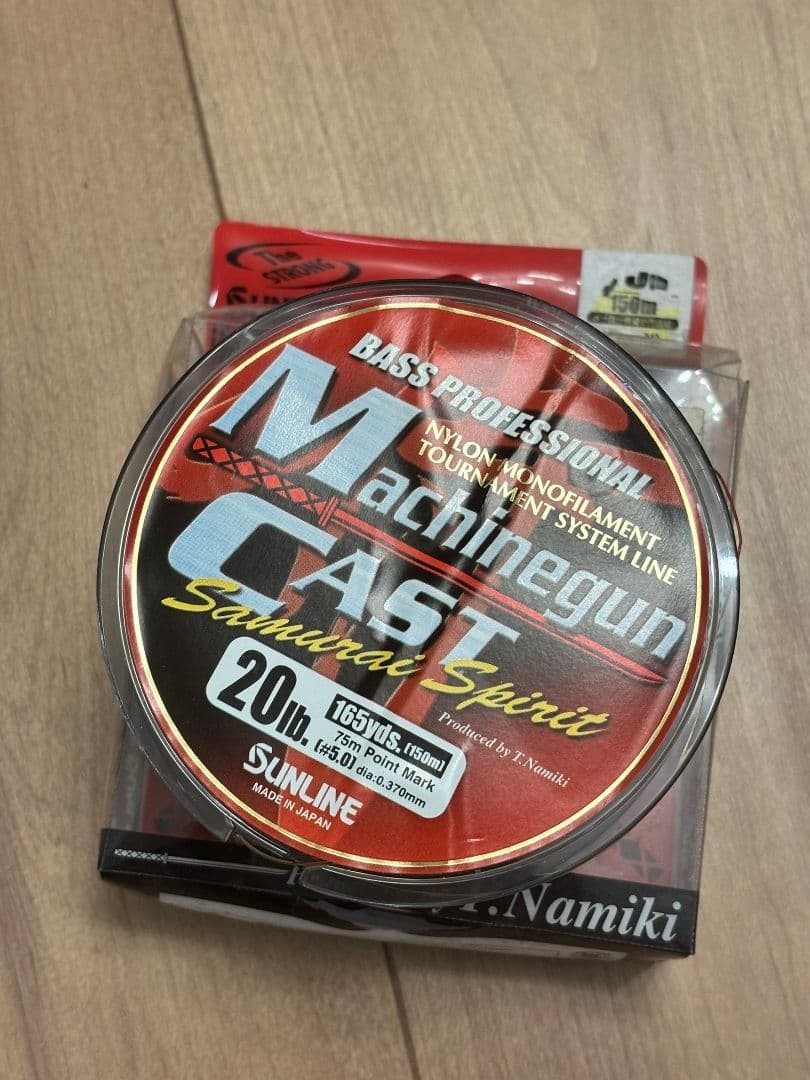 The
STRONG
150m
BASS PROFESSIONAL
NYLON MONOFILAMENT
TOURNAMENT SYSTEM LINE
Machinegun
CAST
Samurai Spirit
Produced by T.Namiki
20lb.
165yds. [150m]
75m Point Mark
[#5.0] dia:0.370mm
SUNLINE
MADE IN JAPAN
T.Namiki